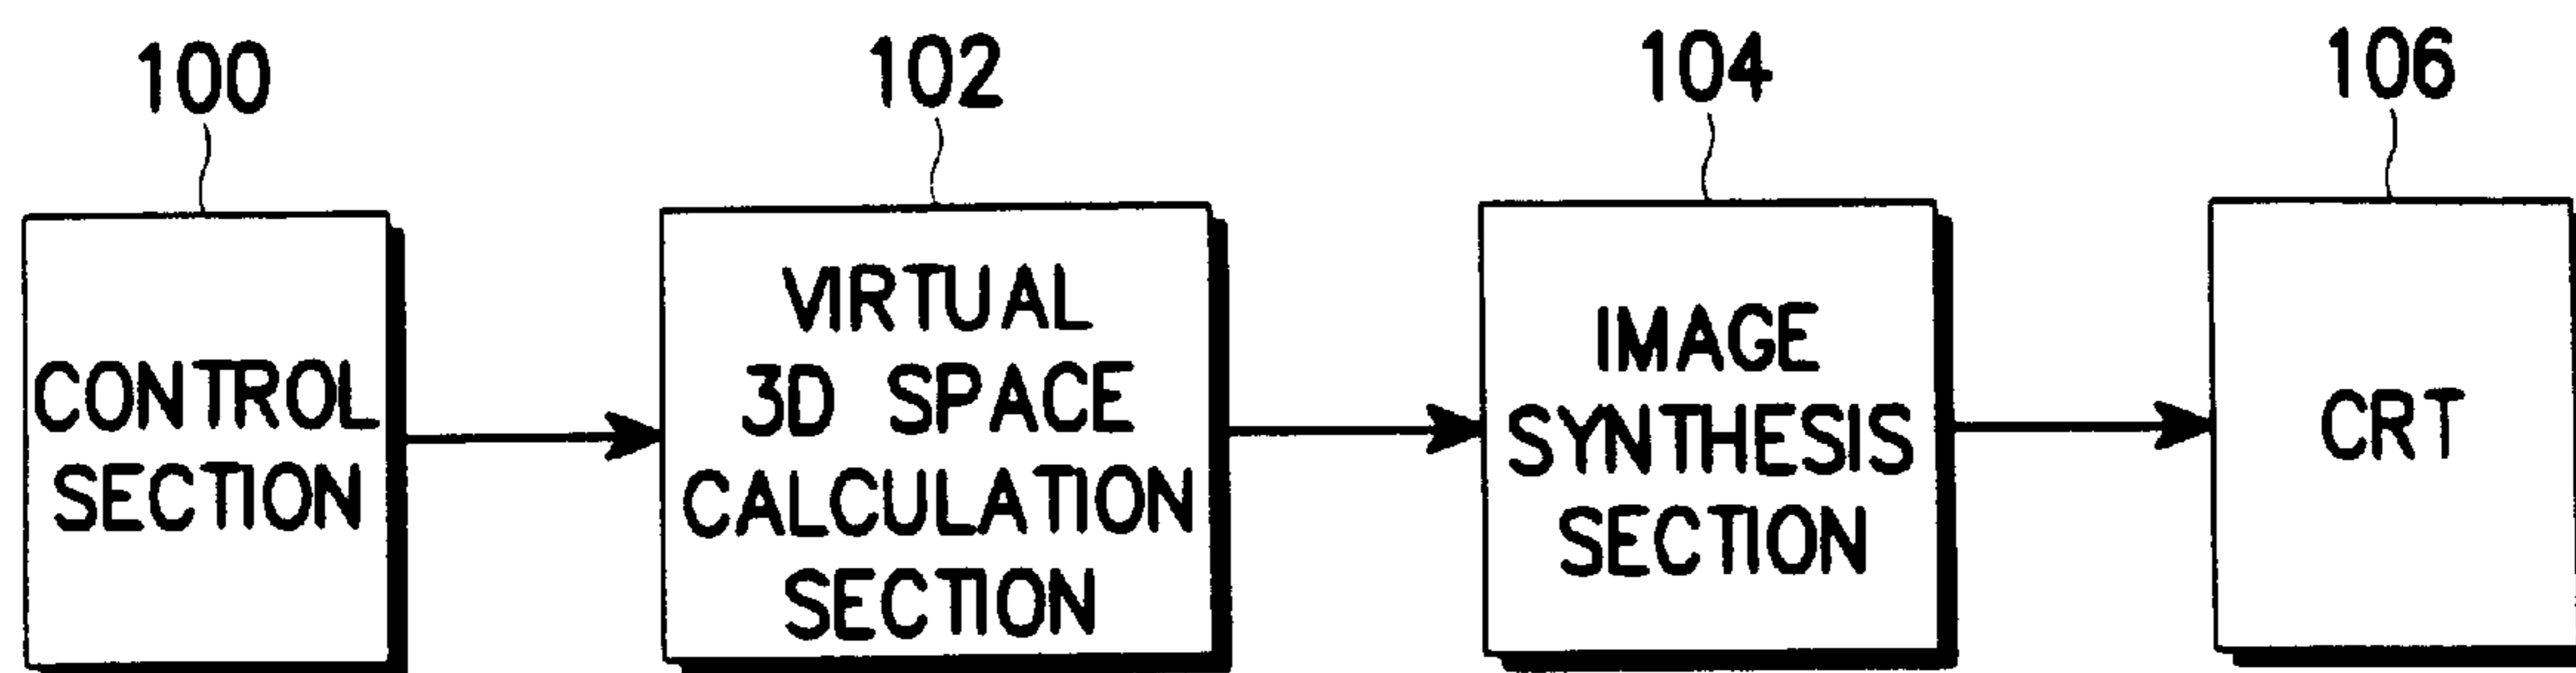 100
102
104
106
CONTROL
SECTION
VIRTUAL
3D SPACE
CALCULATION
SECTION
IMAGE
SYNTHESIS
SECTION
CRT